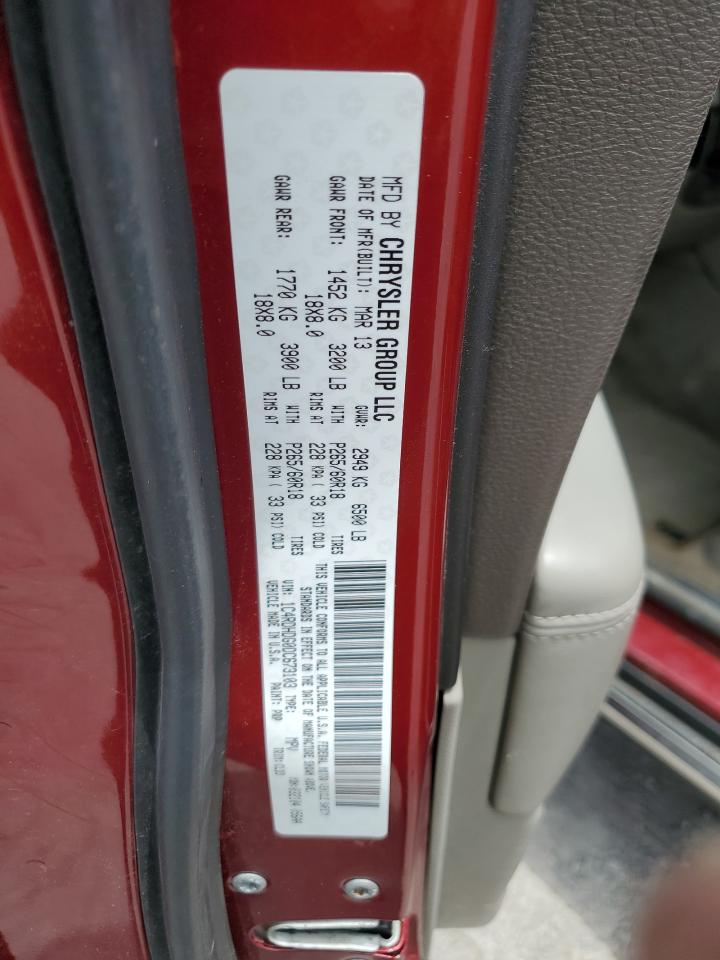 MFD BY CHRYSLER GROUP LLC
DATE OF MFR(BUILT): MAR 13 GVWR: 2949 KG 6500 LB
GAWR FRONT: 1452 KG 3200 LB WITH P265/60R18 TIRES
18X8.0 RIMS AT 228 KPA ( 33 PSI) COLD
GAWR REAR: 1770 KG 3900 LB WITH P265/60R18 TIRES
18X8.0 RIMS AT 228 KPA ( 33 PSI) COLD
THIS VEHICLE CONFORMS TO ALL APPLICABLE U.S.A. FEDERAL MOTOR VEHICLE SAFETY
STANDARDS IN EFFECT ON THE DATE OF MANUFACTURE SHOWN ABOVE.
VIN: 1C4RDHDG0DC673103 TYPE: MPV
VEHICLE MADE IN U.S.A. PAINT: PRP